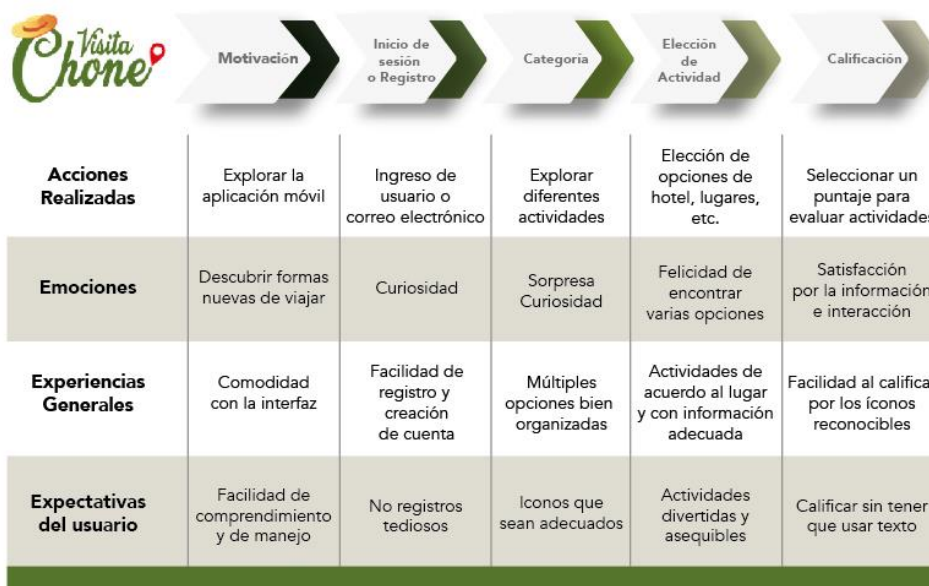 Visita
Chone
Motivación
Inicio de
sesión
o Registro
Categoría
Elección
de
Actividad
Calificación
Acciones
Realizadas
Explorar la
aplicación móvil
Ingreso de
usuario o
correo electrónico
Explorar
diferentes
actividades
Elección de
opciones de
hotel, lugares,
etc.
Seleccionar un
puntaje para
evaluar actividades
Emociones
Descubrir formas
nuevas de viajar
Curiosidad
Sorpresa
Curiosidad
Felicidad de
encontrar
varias opciones
Satisfacción
por la información
e interacción
Experiencias
Generales
Comodidad
con la interfaz
Facilidad de
registro y
creación
de cuenta
Múltiples
opciones bien
organizadas
Actividades de
acuerdo al lugar
y con información
adecuada
Facilidad al califica
por los íconos
reconocibles
Expectativas
del usuario
Facilidad de
comprendimiento
y de manejo
No registros
tediosos
Iconos que
sean adecuados
Actividades
divertidas y
asequibles
Calificar sin tener
que usar texto